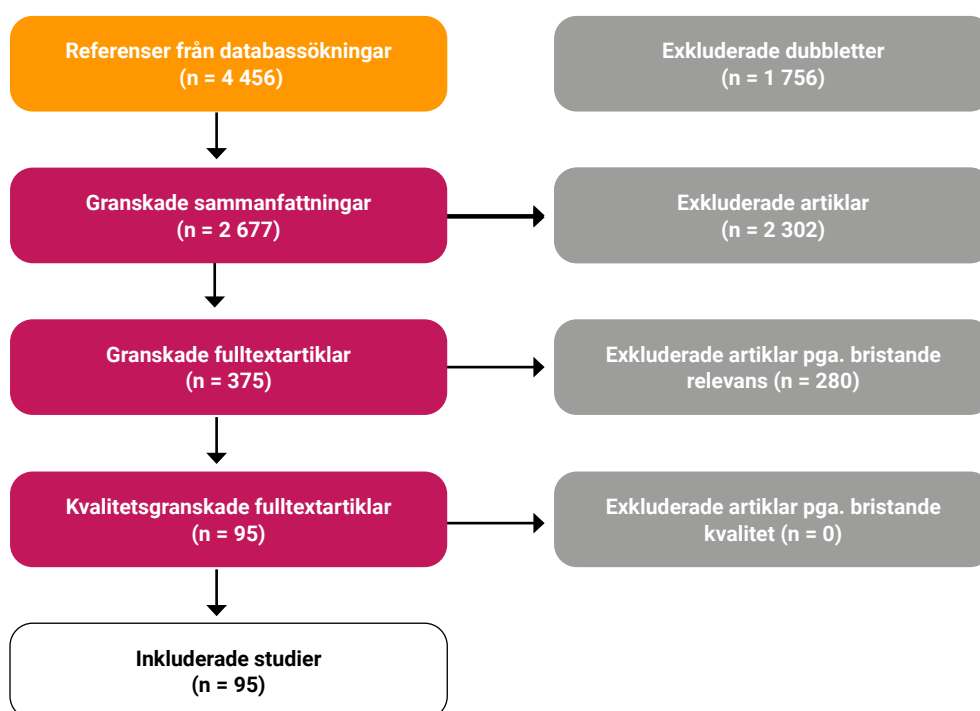 Referenser från databassökningar
(n = 4 456)
Exkluderade dubbletter
(n = 1 756)
Granskade sammanfattningar
(n = 2 677)
Exkluderade artiklar
(n = 2 302)
Granskade fulltextartiklar
(n = 375)
Exkluderade artiklar pga. bristande
relevans (n = 280)
Kvalitetsgranskade fulltextartiklar
(n = 95)
Exkluderade artiklar pga. bristande
kvalitet (n = 0)
Inkluderade studier
(n = 95)